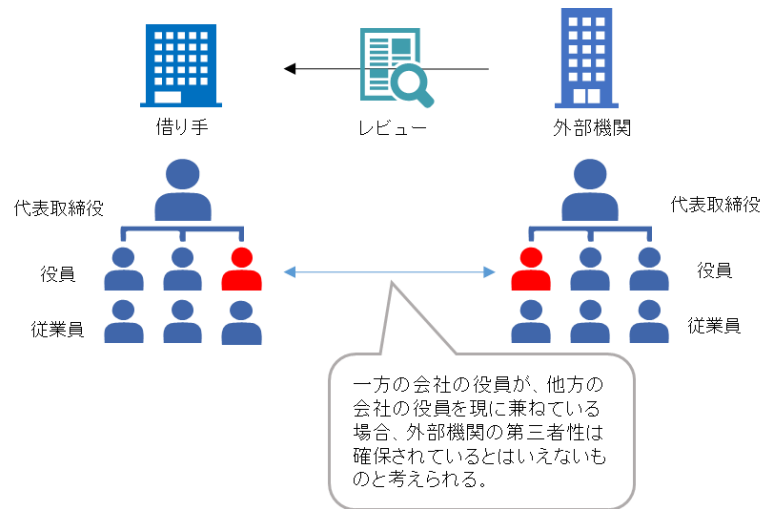 借り手
レビュー
外部機関
代表取締役
代表取締役
役員
役員
従業員
従業員
一方の会社の役員が、他方の
会社の役員を現に兼ねている
場合、外部機関の第三者性は
確保されているとはいえないも
のと考えられる。